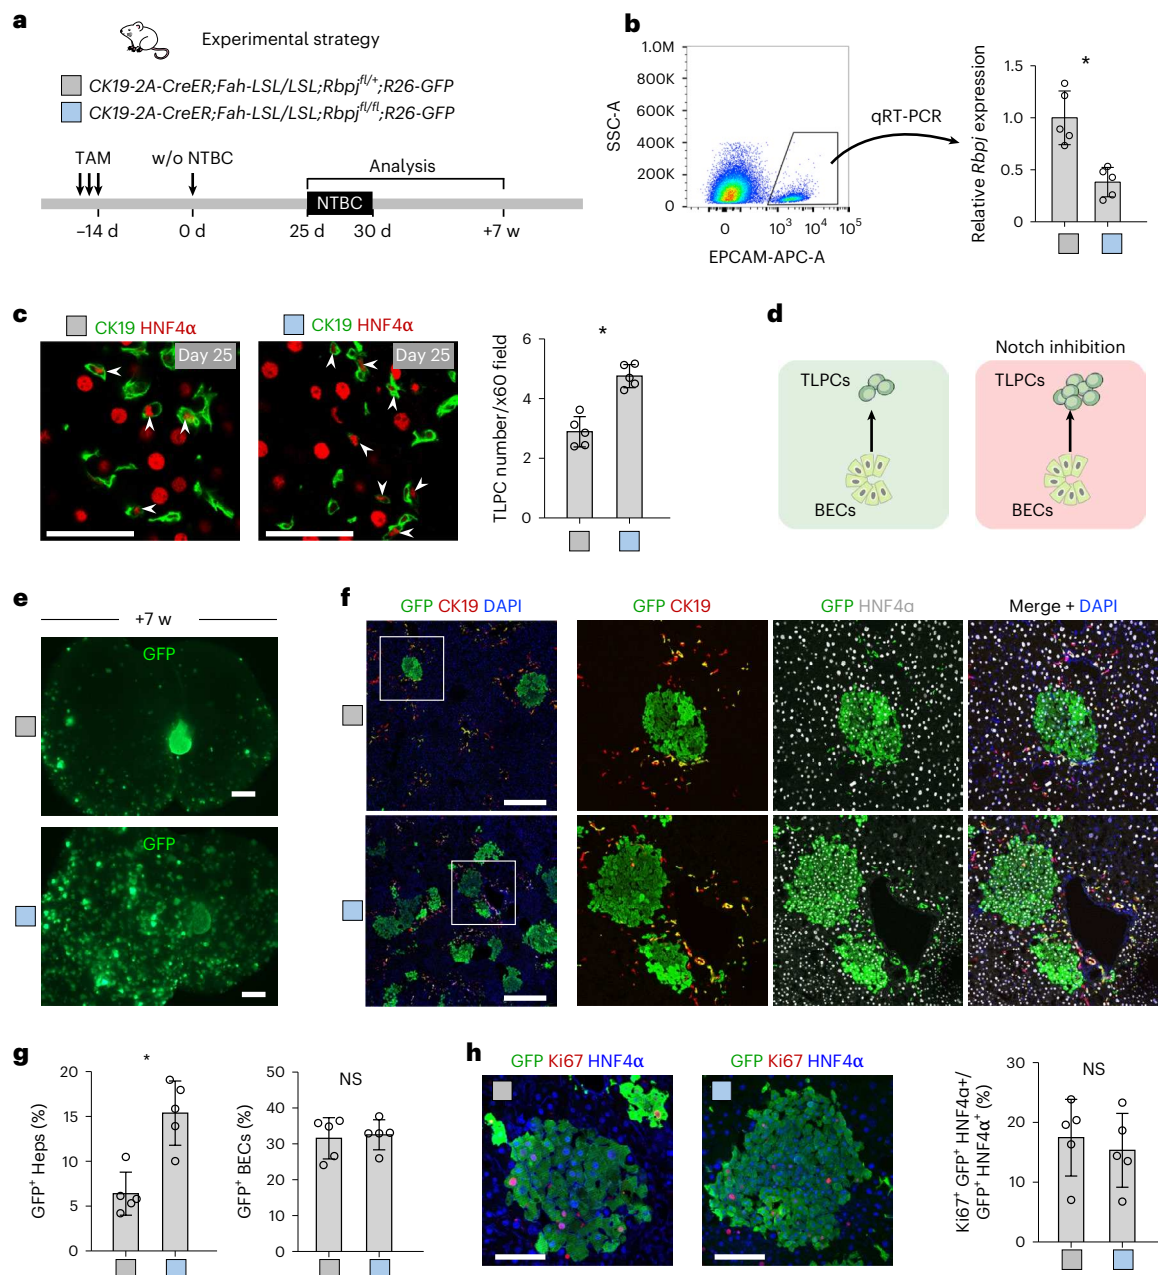 a
Experimental strategy
CK19-2A-CreER;Fah-LSL/LSL;Rbpj^fl/+;R26-GFP
CK19-2A-CreER;Fah-LSL/LSL;Rbpj^fl/fl;R26-GFP
TAM
w/o NTBC
Analysis
NTBC
–14 d
0 d
25 d
30 d
+7 w
b
1.0M
800K
600K
400K
200K
0
SSC-A
0
10^3
10^4
10^5
EPCAM-APC-A
qRT-PCR
Relative Rbpj expression
1.5
1.0
0.5
0
*
c
CK19 HNF4α
Day 25
CK19 HNF4α
Day 25
TLPC number/x60 field
6
4
2
0
*
d
Notch inhibition
TLPCs
BECs
TLPCs
BECs
e
+7 w
GFP
GFP
f
GFP CK19 DAPI
GFP CK19
GFP HNF4α
Merge + DAPI
g
GFP+ Heps (%)
20
15
10
5
0
*
GFP+ BECs (%)
50
40
30
20
10
0
NS
h
GFP Ki67 HNF4α
GFP Ki67 HNF4α
Ki67+ GFP+ HNF4α+/
GFP+ HNF4α+ (%)
30
20
10
0
NS